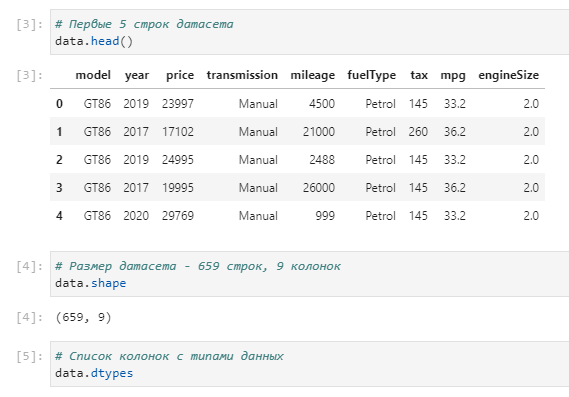 [3]: # Первые 5 строк датасета
data.head()
[3]: model year price transmission mileage fuelType tax mpg engineSize
0 GT86 2019 23997 Manual 4500 Petrol 145 33.2 2.0
1 GT86 2017 17102 Manual 21000 Petrol 260 36.2 2.0
2 GT86 2019 24995 Manual 2488 Petrol 145 33.2 2.0
3 GT86 2017 19995 Manual 26000 Petrol 145 36.2 2.0
4 GT86 2020 29769 Manual 999 Petrol 145 33.2 2.0
[4]: # Размер датасета - 659 строк, 9 колонок
data.shape
[4]: (659, 9)
[5]: # Список колонок с типами данных
data.dtypes